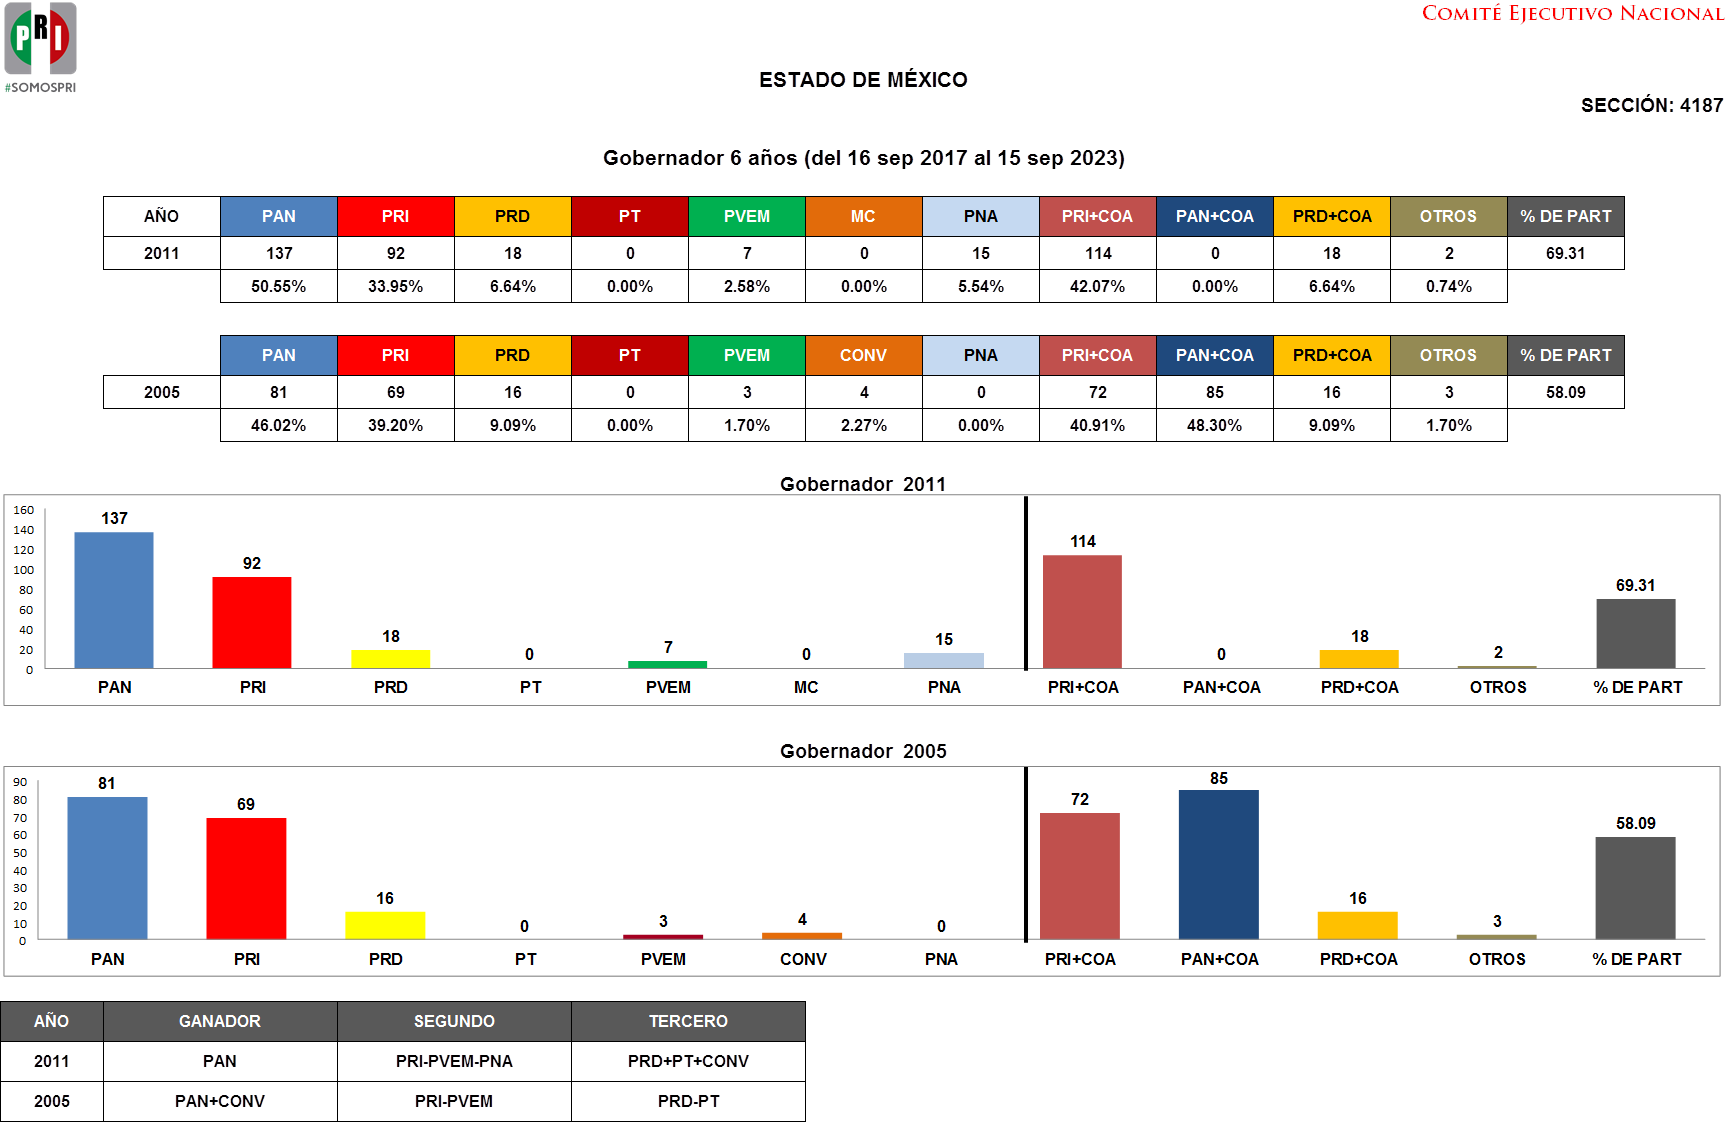 PRI
#SOMOSPRI
COMITÉ EJECUTIVO NACIONAL
ESTADO DE MÉXICO
SECCIÓN: 4187
Gobernador 6 años (del 16 sep 2017 al 15 sep 2023)
AÑO PAN PRI PRD PT PVEM MC PNA PRI+COA PAN+COA PRD+COA OTROS % DE PART
2011 137 92 18 0 7 0 15 114 0 18 2 69.31
50.55% 33.95% 6.64% 0.00% 2.58% 0.00% 5.54% 42.07% 0.00% 6.64% 0.74%
PAN PRI PRD PT PVEM CONV PNA PRI+COA PAN+COA PRD+COA OTROS % DE PART
2005 81 69 16 0 3 4 0 72 85 16 3 58.09
46.02% 39.20% 9.09% 0.00% 1.70% 2.27% 0.00% 40.91% 48.30% 9.09% 1.70%
Gobernador 2011
160
140
120
100
80
60
40
20
0
137 92 18 0 7 0 15 114 0 18 2 69.31
PAN PRI PRD PT PVEM MC PNA PRI+COA PAN+COA PRD+COA OTROS % DE PART
Gobernador 2005
90
80
70
60
50
40
30
20
10
0
81 69 16 0 3 4 0 72 85 16 3 58.09
PAN PRI PRD PT PVEM CONV PNA PRI+COA PAN+COA PRD+COA OTROS % DE PART
AÑO GANADOR SEGUNDO TERCERO
2011 PAN PRI-PVEM-PNA PRD+PT+CONV
2005 PAN+CONV PRI-PVEM PRD-PT